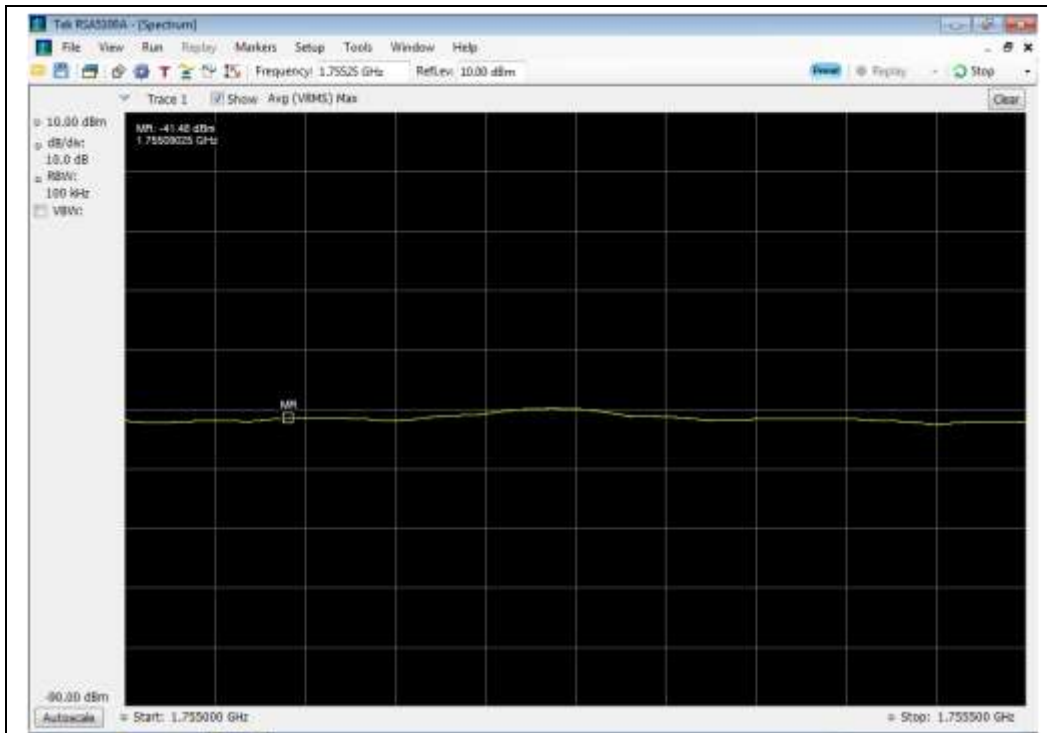 Tek RSA5100A - [Spectrum]
File View Run Replay Markers Setup Tools Window Help
Frequency: 1.75525 GHz RefLev: 10.00 dBm Preset Replay Stop
Trace 1 Show Avg (VRMS) Max Clear
10.00 dBm
dB/div:
10.0 dB
RBW:
100 kHz
VBW:
MR: -41.48 dBm
1.75509025 GHz
MR
-90.00 dBm
Autoscale Start: 1.755000 GHz Stop: 1.755500 GHz